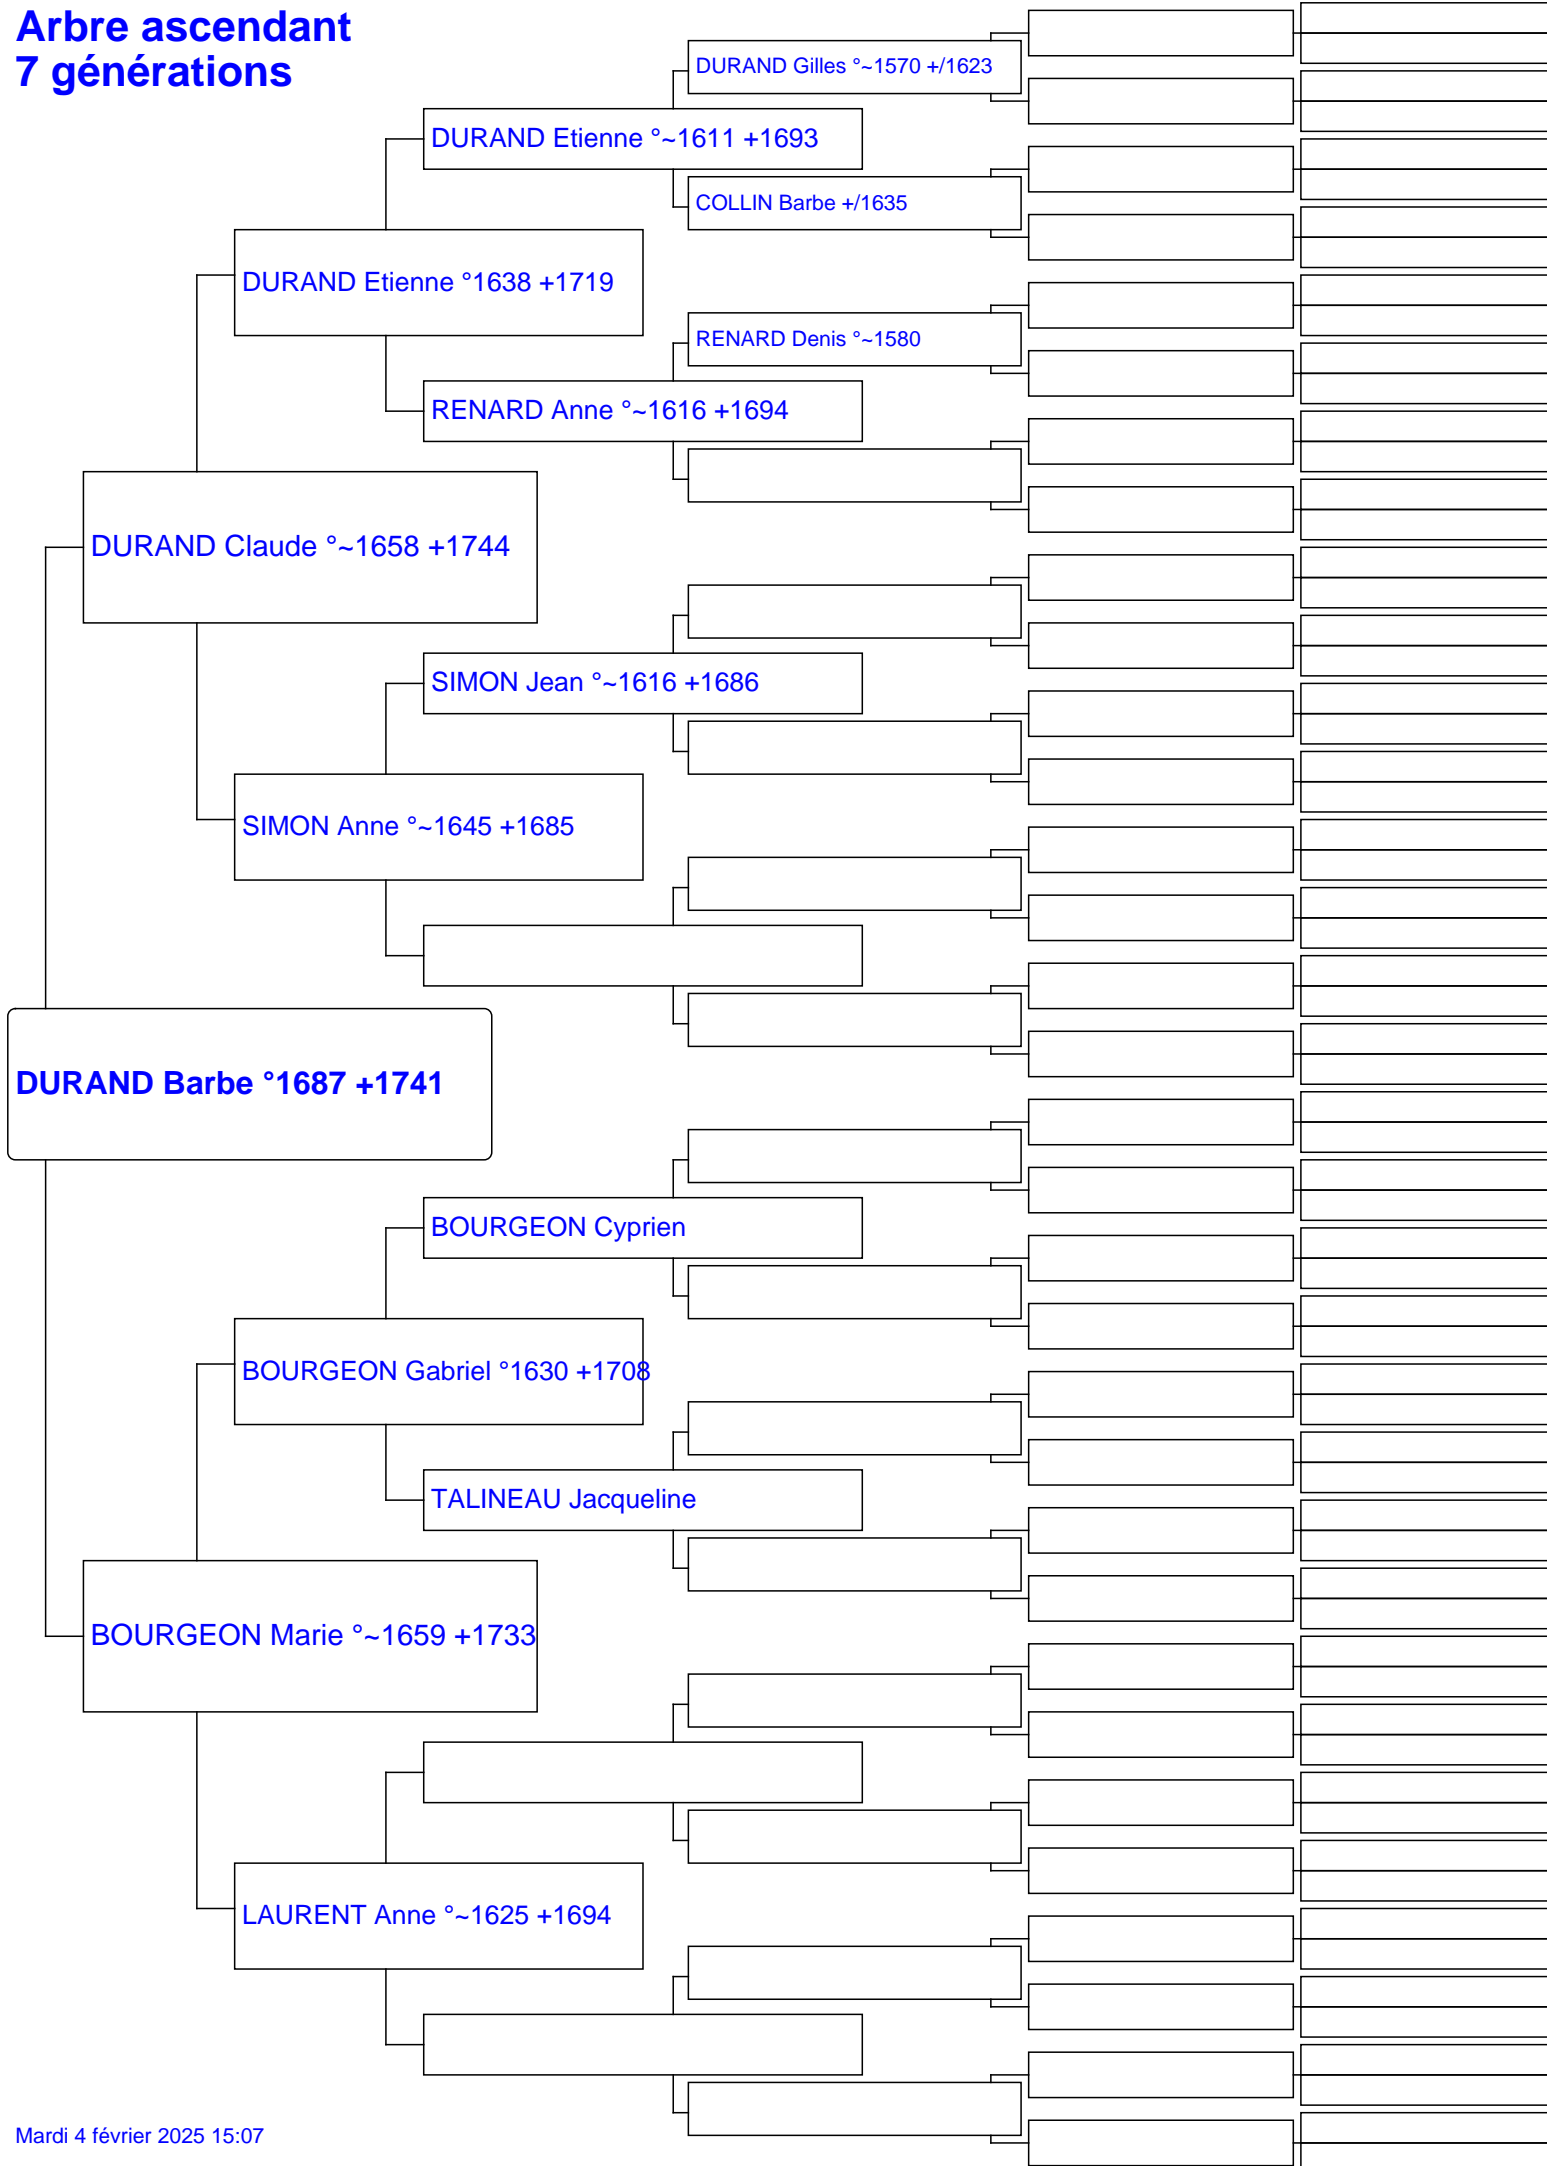 Arbre ascendant
7 générations
DURAND Gilles °~1570 +/1623
DURAND Etienne °~1611 +1693
COLLIN Barbe +/1635
DURAND Etienne °1638 +1719
RENARD Denis °~1580
RENARD Anne °~1616 +1694
DURAND Claude °~1658 +1744
SIMON Jean °~1616 +1686
SIMON Anne °~1645 +1685
DURAND Barbe °1687 +1741
BOURGEON Cyprien
BOURGEON Gabriel °1630 +1708
TALINEAU Jacqueline
BOURGEON Marie °~1659 +1733
LAURENT Anne °~1625 +1694
Mardi 4 février 2025 15:07